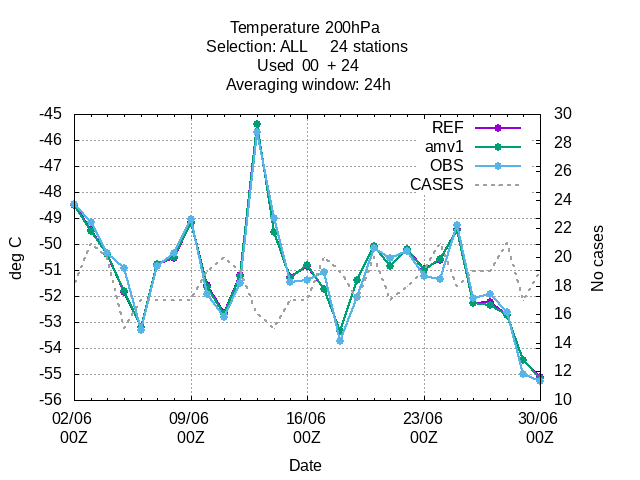 Temperature 200hPa
Selection: ALL     24 stations
Used  00  + 24
Averaging window: 24h
REF
amv1
OBS
CASES
deg C
-45
-46
-47
-48
-49
-50
-51
-52
-53
-54
-55
-56
30
28
26
24
22
20
18
16
14
12
10
No cases
02/06 09/06 16/06 23/06 30/06
00Z 00Z 00Z 00Z 00Z
Date